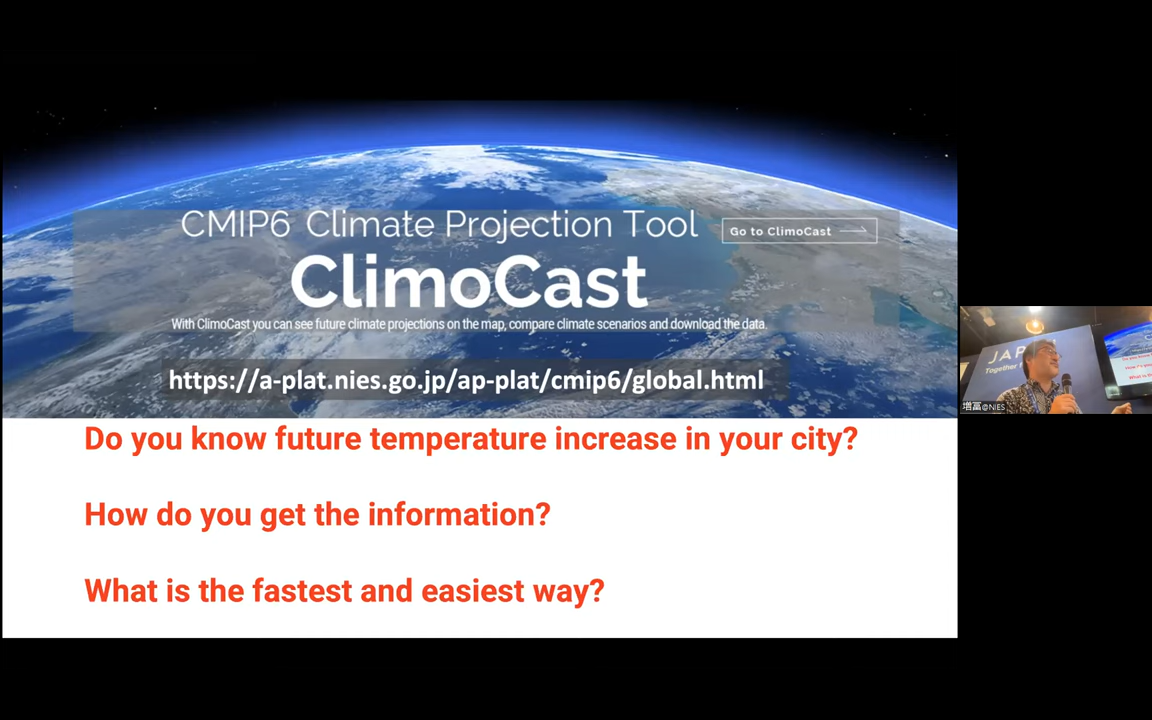 CMIP6 Climate Projection Tool
Go to ClimoCast
ClimoCast
With ClimoCast you can see future climate projections on the map, compare climate scenarios and download the data.
https://a-plat.nies.go.jp/ap-plat/cmip6/global.html
Do you know future temperature increase in your city?
How do you get the information?
What is the fastest and easiest way?
Together
増冨@NIES